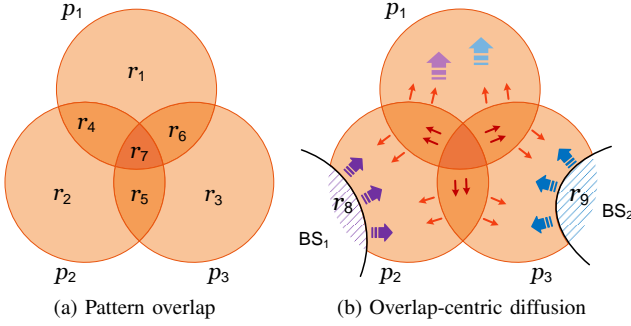 p₁
r₁
r₄
r₆
r₇
r₂
r₅
r₃
p₂
p₃
(a) Pattern overlap
p₁
r₈
r₉
BS₁
BS₂
p₂
p₃
(b) Overlap-centric diffusion